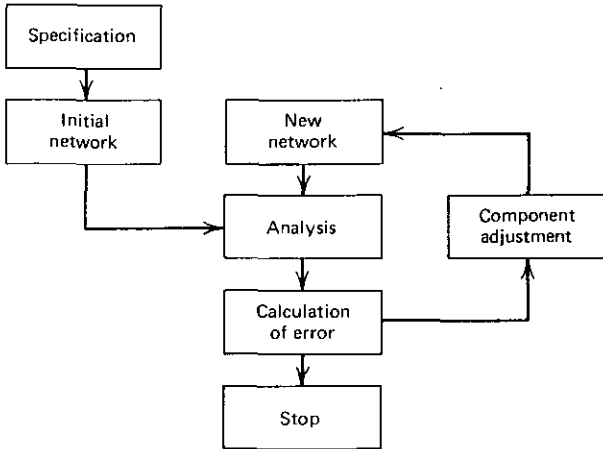 Specification
Initial
network
New
network
Analysis
Component
adjustment
Calculation
of error
Stop